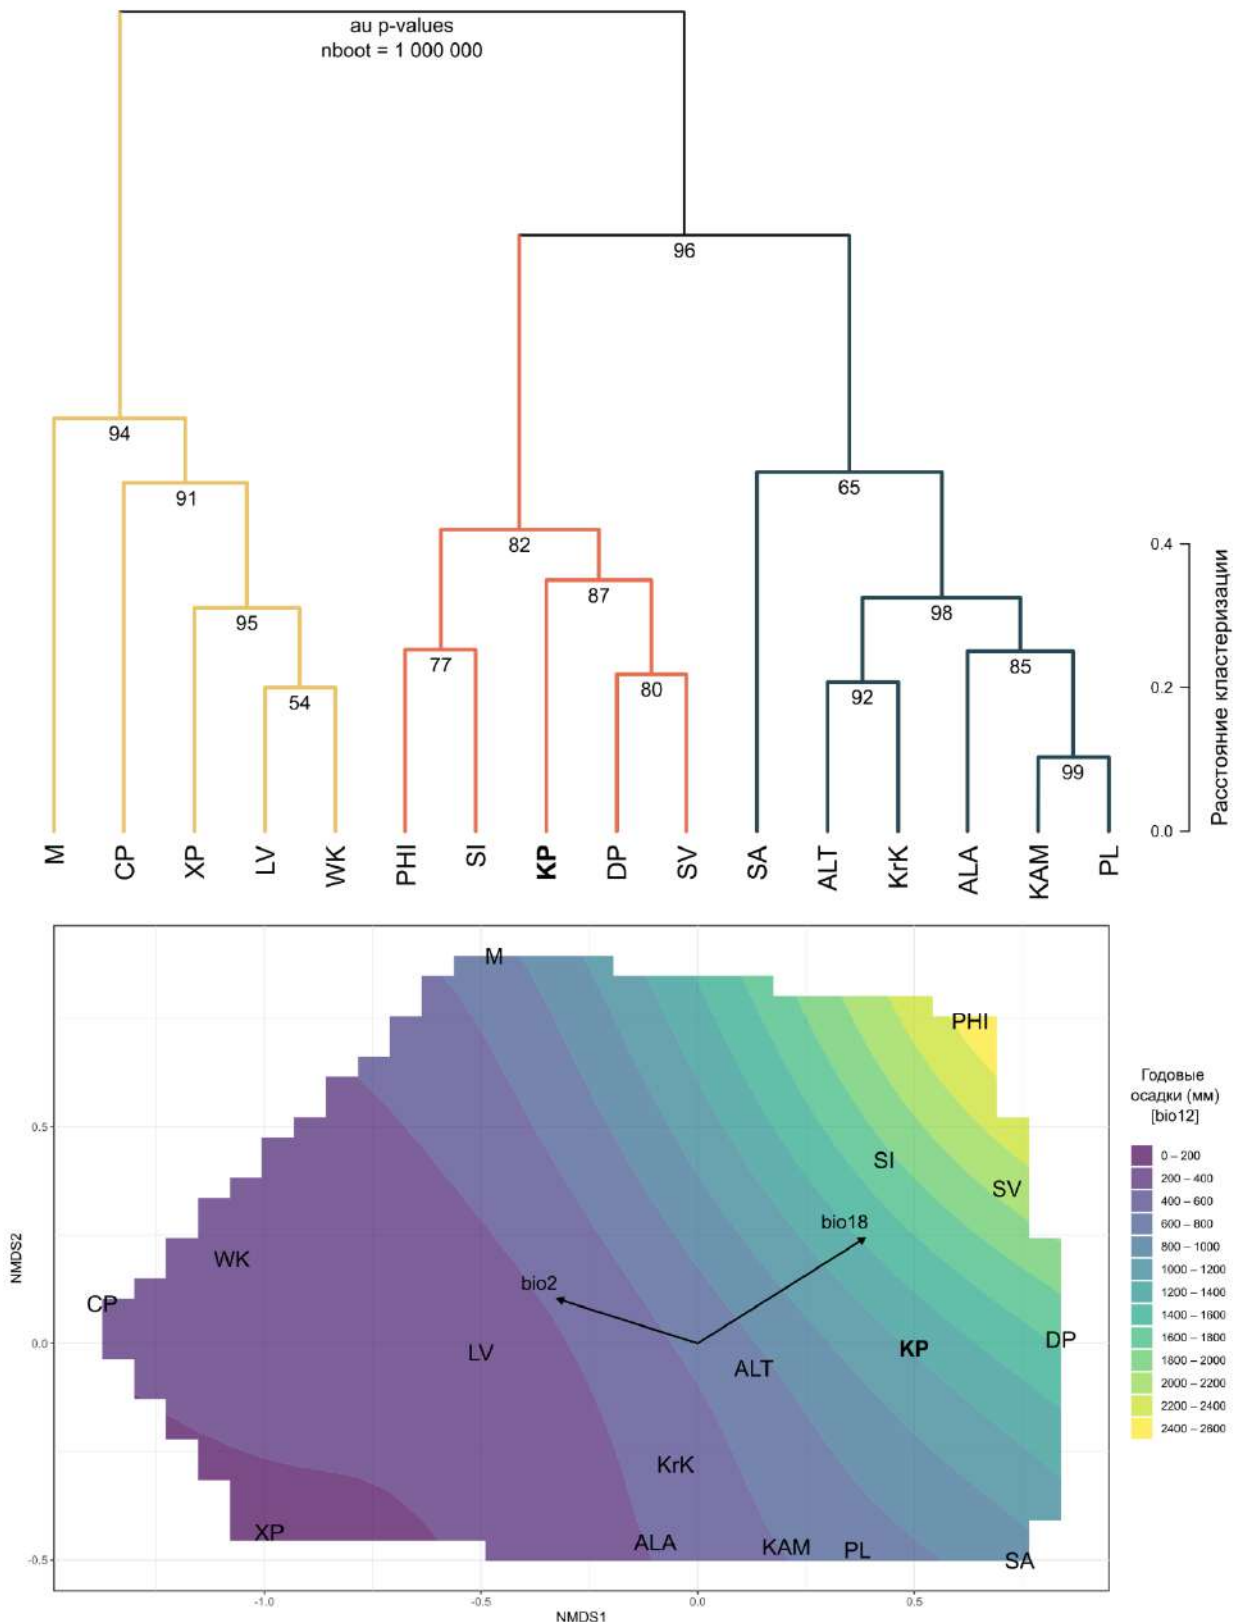 au p-values
nboot = 1 000 000
96
94
91
95
54
82
87
77
80
65
98
85
92
99
0.4
0.2
0.0
Расстояние кластеризации
M CP XP LV WK PHI SI KP DP SV SA ALT KrK ALA KAM PL
M
PHI
SI
SV
bio18
WK
bio2
CP
DP
KP
LV
ALT
KrK
XP
ALA
KAM
PL
SA
0.5
0.0
-0.5
NMDS2
-1.0 -0.5 0.0 0.5
NMDS1
Годовые
осадки (мм)
[bio12]
0 – 200
200 – 400
400 – 600
600 – 800
800 – 1000
1000 – 1200
1200 – 1400
1400 – 1600
1600 – 1800
1800 – 2000
2000 – 2200
2200 – 2400
2400 – 2600